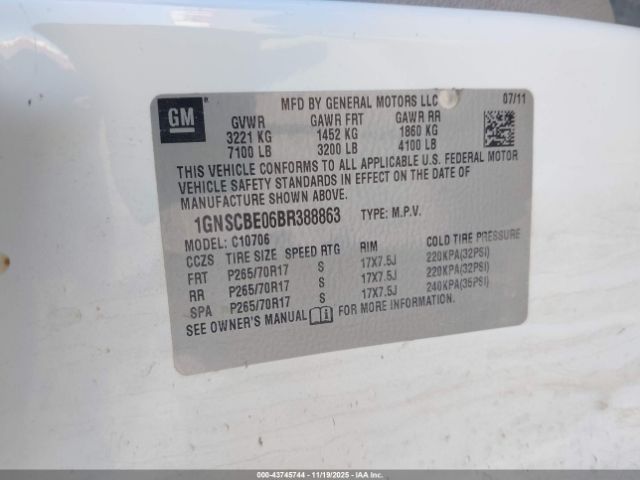 GM
MFD BY GENERAL MOTORS LLC 07/11
GVWR GAWR FRT GAWR RR
3221 KG 1452 KG 1860 KG
7100 LB 3200 LB 4100 LB
THIS VEHICLE CONFORMS TO ALL APPLICABLE U.S. FEDERAL MOTOR
VEHICLE SAFETY STANDARDS IN EFFECT ON THE DATE OF
MANUFACTURE SHOWN ABOVE.
1GNSCBE06BR388863 TYPE: M.P.V.
MODEL: C10706
CCZS TIRE SIZE SPEED RTG RIM COLD TIRE PRESSURE
FRT P265/70R17 S 17X7.5J 220KPA(32PSI)
RR P265/70R17 S 17X7.5J 220KPA(32PSI)
SPA P265/70R17 S 17X7.5J 240KPA(35PSI)
SEE OWNER'S MANUAL FOR ADDITIONAL INFORMATION.
000-43745744 - 11/19/2025 - IAAI.COM